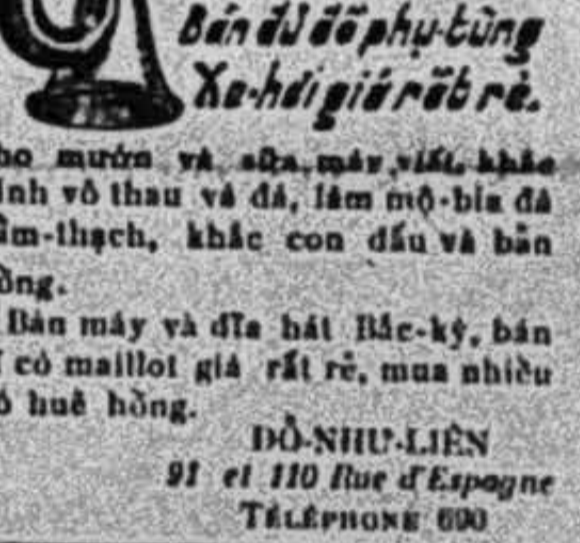 Bán đủ đồ phụ-tùng
Xe-hơi giá rất rẻ.
ho mướn và sữa máy viết, khắc
ình vô thau và đá, làm mộ-bia đá
ẩm-thạch, khắc con dấu và bản
ồng.
Bán máy và dĩa hát Bắc-kỳ, bán
có maillot giá rất rẻ, mua nhiều
ó huê hồng.
ĐỖ-NHƯ-LIÊN
91 et 110 Rue d'Espagne
TÉLÉPHONE 690